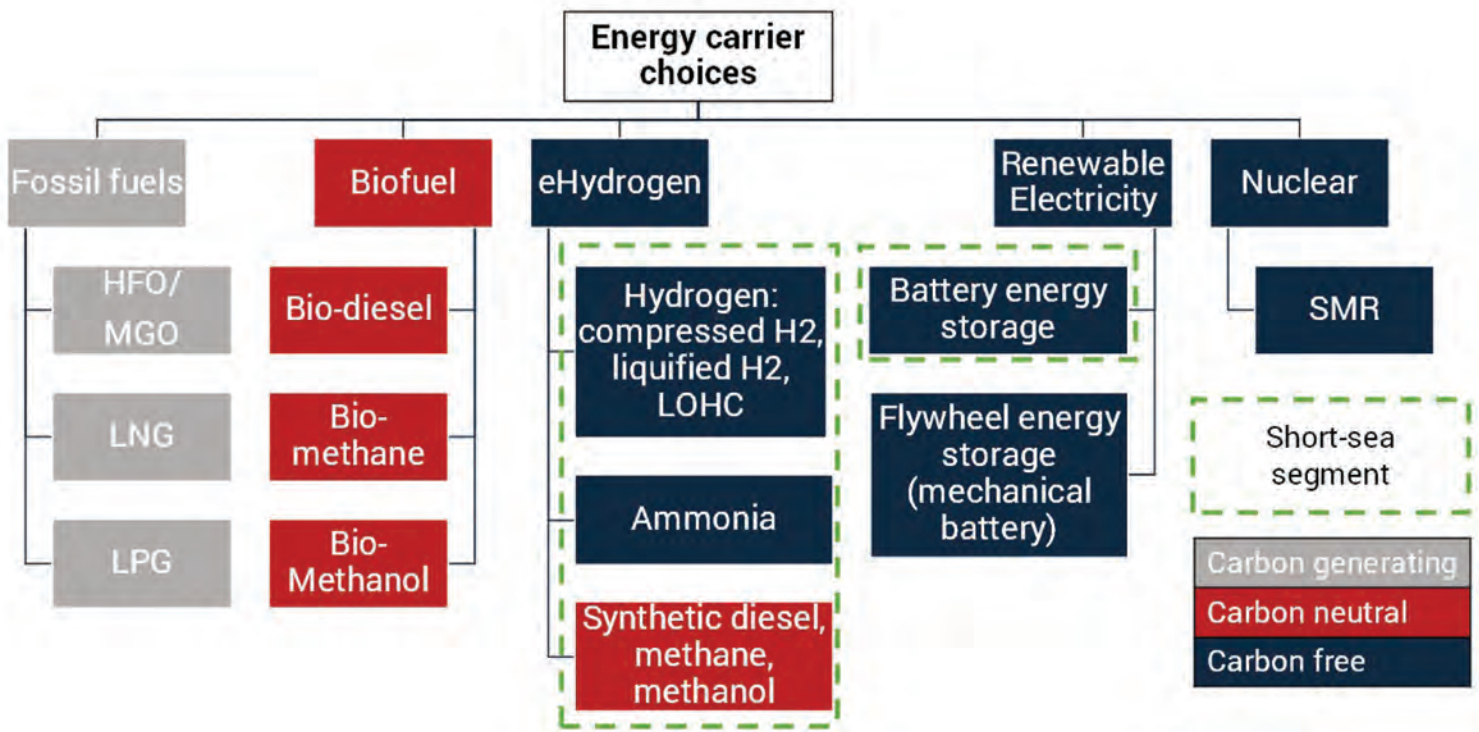 Energy carrier
choices
Fossil fuels
Biofuel
eHydrogen
Renewable
Electricity
Nuclear
HFO/
MGO
LNG
LPG
Bio-diesel
Bio-
methane
Bio-
Methanol
Hydrogen:
compressed H2,
liquified H2,
LOHC
Ammonia
Synthetic diesel,
methane,
methanol
Battery energy
storage
Flywheel energy
storage
(mechanical
battery)
SMR
Short-sea
segment
Carbon generating
Carbon neutral
Carbon free